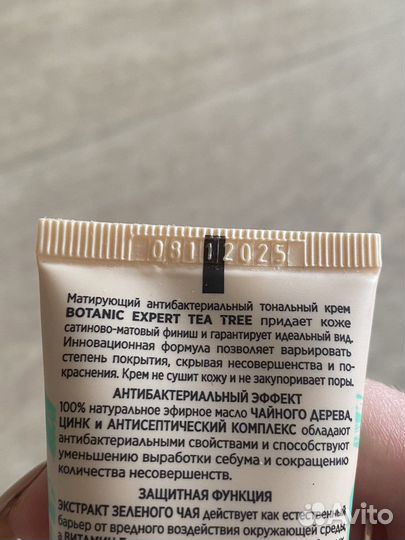 08112025
Матирующий антибактериальный тональный крем
BOTANIC EXPERT TEA TREE придает коже
сатиново-матовый финиш и гарантирует идеальный вид.
Инновационная формула позволяет варьировать
степень покрытия, скрывая несовершенства и по-
краснения. Крем не сушит кожу и не закупоривает поры.
АНТИБАКТЕРИАЛЬНЫЙ ЭФФЕКТ
100% натуральное эфирное масло ЧАЙНОГО ДЕРЕВА,
ЦИНК и АНТИСЕПТИЧЕСКИЙ КОМПЛЕКС обладают
антибактериальными свойствами и способствуют
уменьшению выработки себума и сокращению
количества несовершенств.
ЗАЩИТНАЯ ФУНКЦИЯ
ЭКСТРАКТ ЗЕЛЕНОГО ЧАЯ действует как естественный
барьер от вредного воздействия окружающей среды,
а ВИТАМИН
Avito